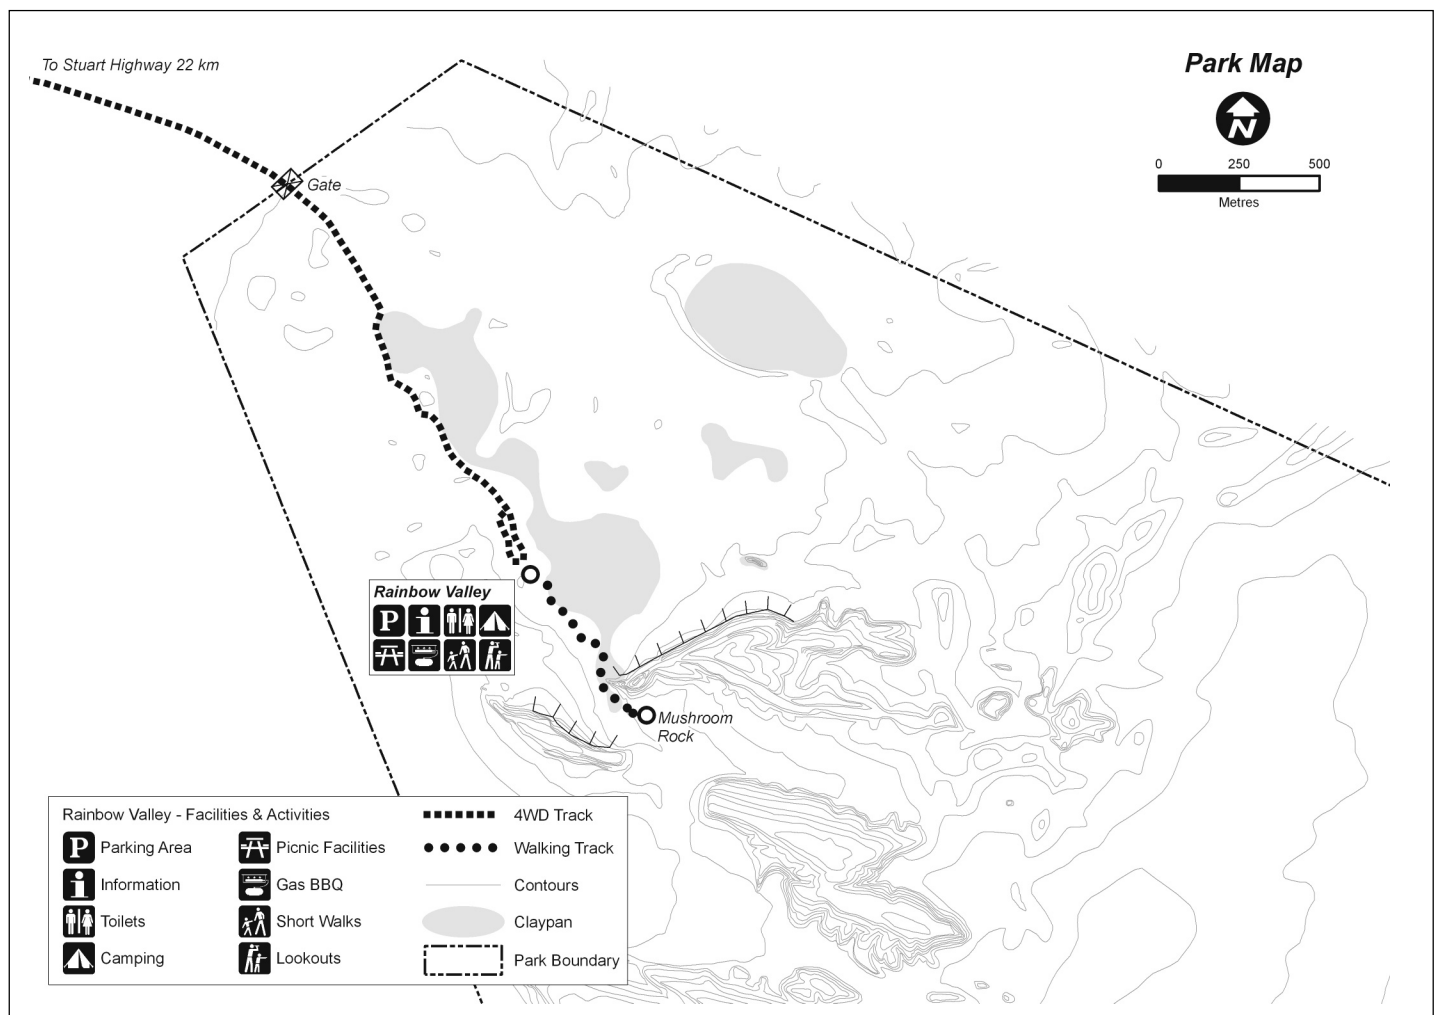 To Stuart Highway 22 km
Park Map
N
0 250 500
Metres
Gate
Rainbow Valley
P i
Mushroom
Rock
Rainbow Valley - Facilities & Activities
P Parking Area
i Information
Toilets
Camping
Picnic Facilities
Gas BBQ
Short Walks
Lookouts
4WD Track
Walking Track
Contours
Claypan
Park Boundary